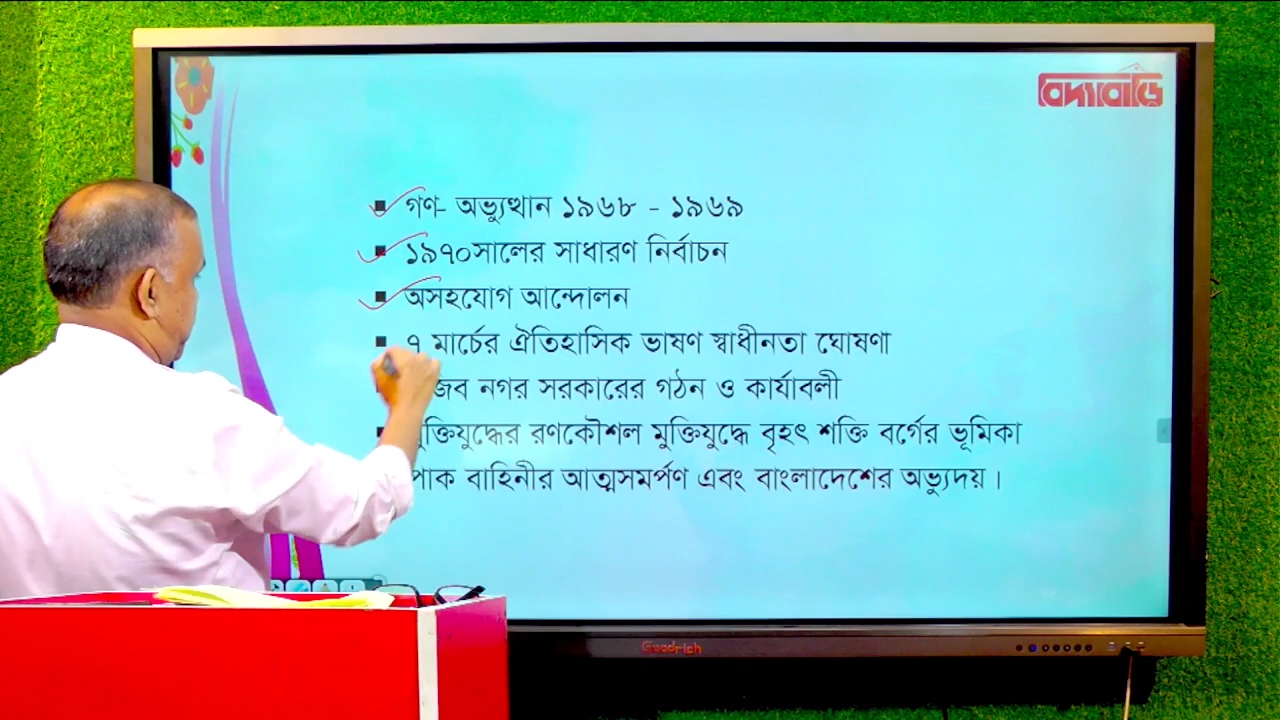 বিদ্যাবাড়ি
গণ- অভ্যুত্থান ১৯৬৮ - ১৯৬৯
১৯৭০সালের সাধারণ নির্বাচন
অসহযোগ আন্দোলন
৭ মার্চের ঐতিহাসিক ভাষণ স্বাধীনতা ঘোষণা
নগর সরকারের গঠন ও কার্যাবলী
মুক্তিযুদ্ধের রণকৌশল মুক্তিযুদ্ধে বৃহৎ শক্তি বর্গের ভূমিকা
পাক বাহিনীর আত্মসমর্পণ এবং বাংলাদেশের অভ্যুদয়।
Goodrich